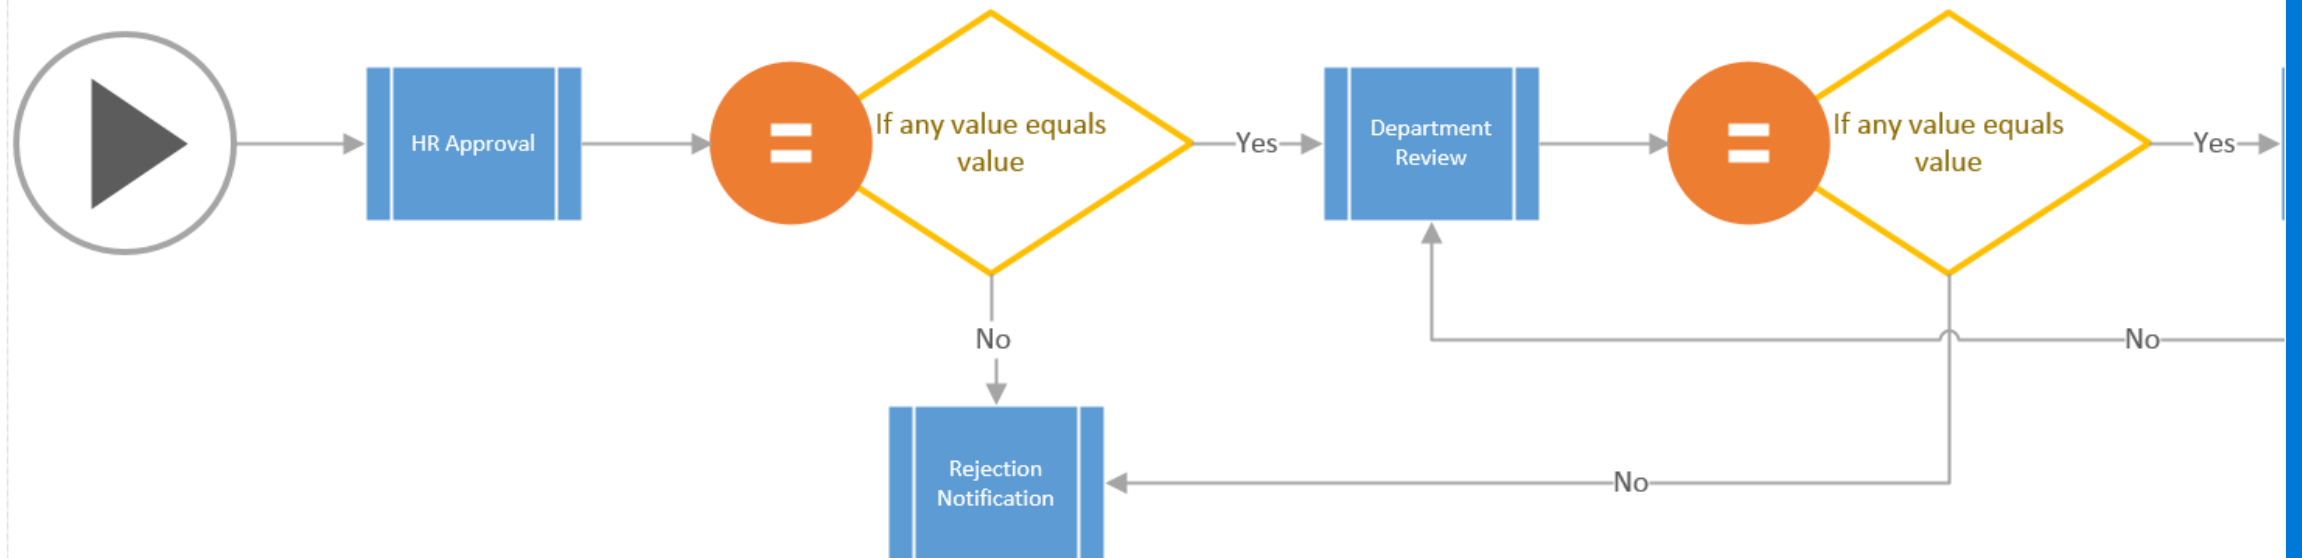 HR Approval
If any value equals
value
Yes
Department
Review
If any value equals
value
Yes
No
No
Rejection
Notification
No